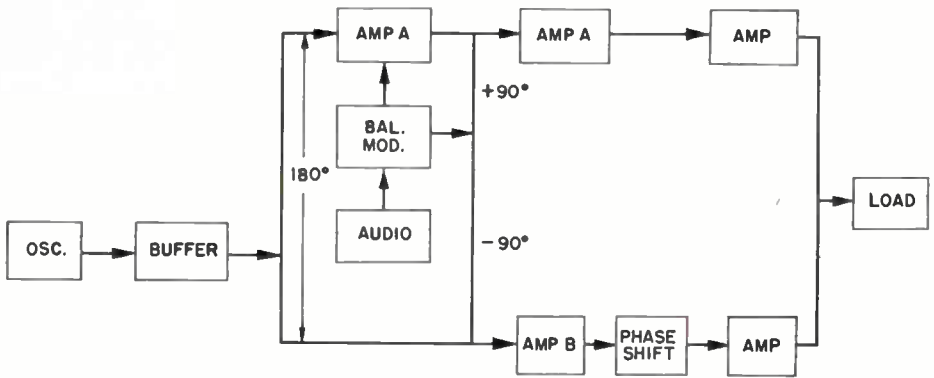 AMP A
AMP A
AMP
+90°
BAL.
MOD.
180°
LOAD
AUDIO
-90°
OSC.
BUFFER
AMP B
PHASE
SHIFT
AMP